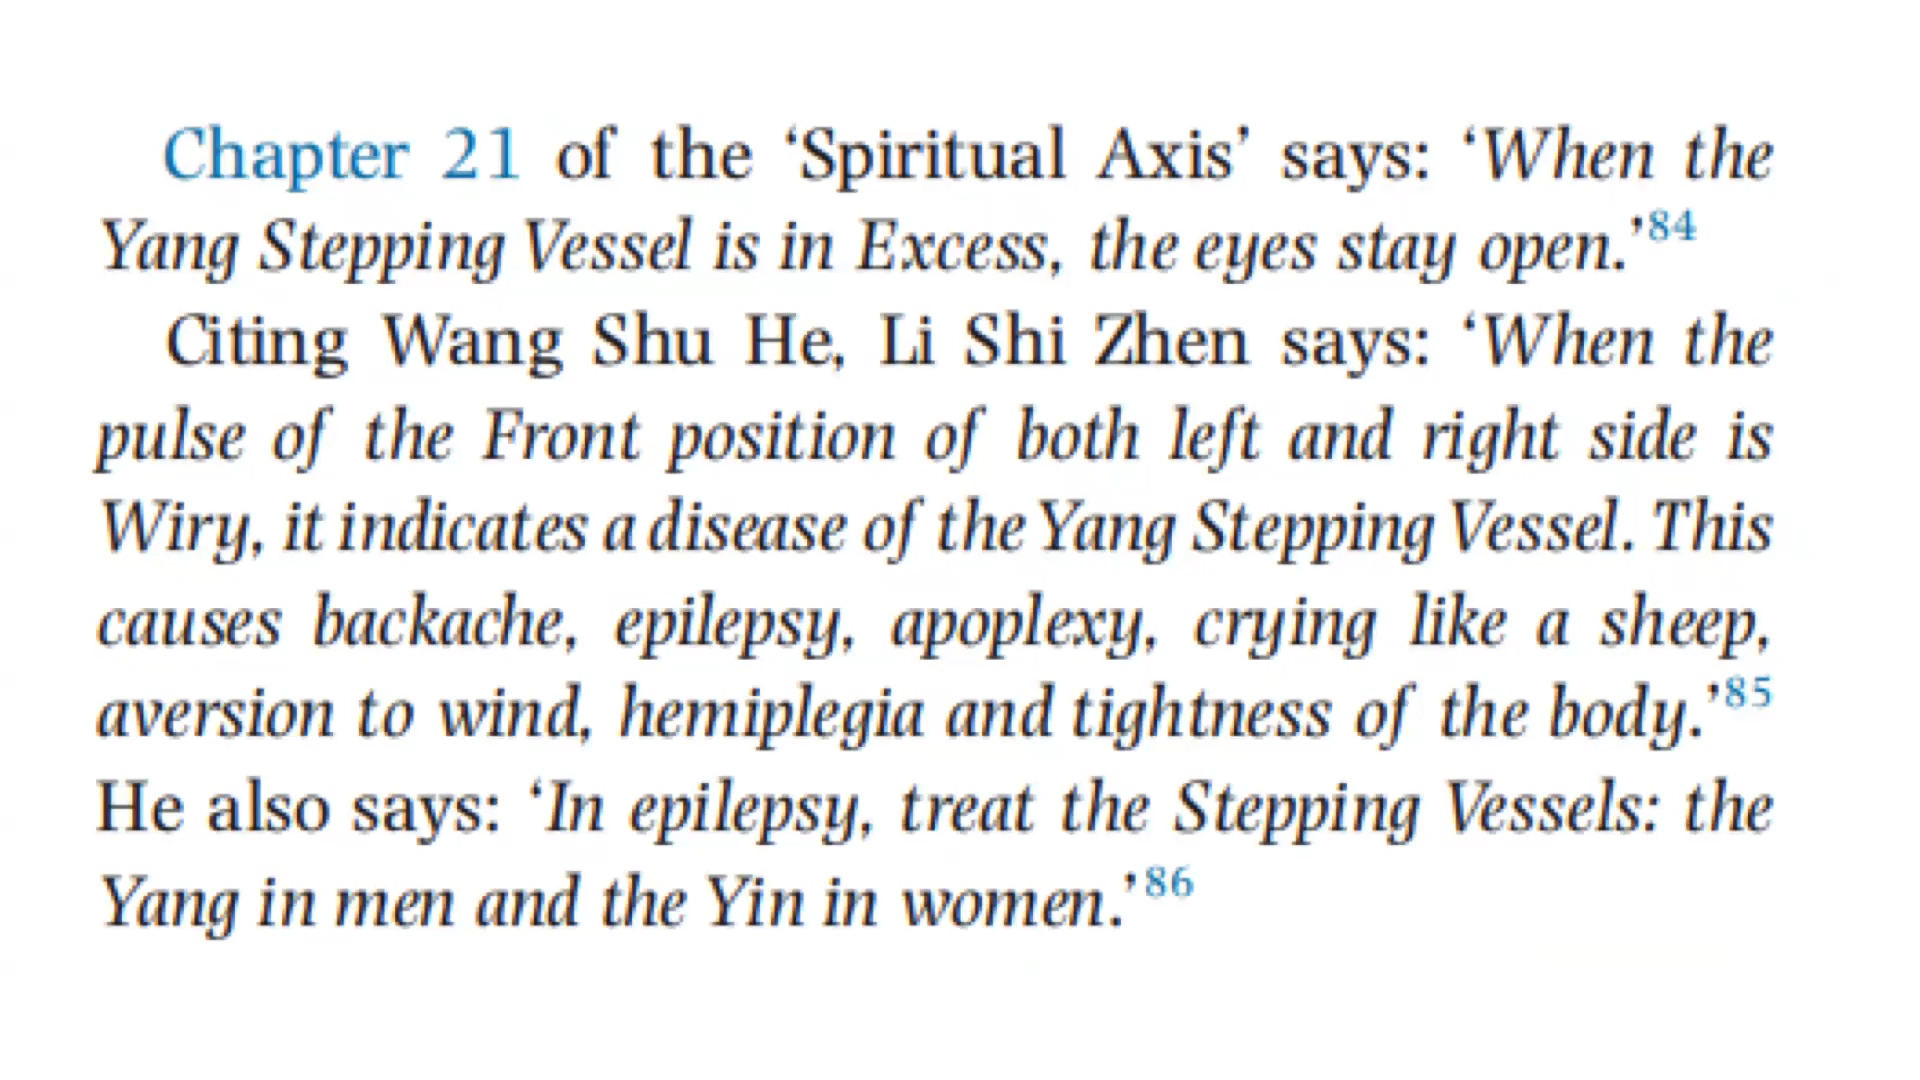 Chapter 21 of the ‘Spiritual Axis’ says: ‘When the
Yang Stepping Vessel is in Excess, the eyes stay open.’84
Citing Wang Shu He, Li Shi Zhen says: ‘When the
pulse of the Front position of both left and right side is
Wiry, it indicates a disease of the Yang Stepping Vessel. This
causes backache, epilepsy, apoplexy, crying like a sheep,
aversion to wind, hemiplegia and tightness of the body.’85
He also says: ‘In epilepsy, treat the Stepping Vessels: the
Yang in men and the Yin in women.’86